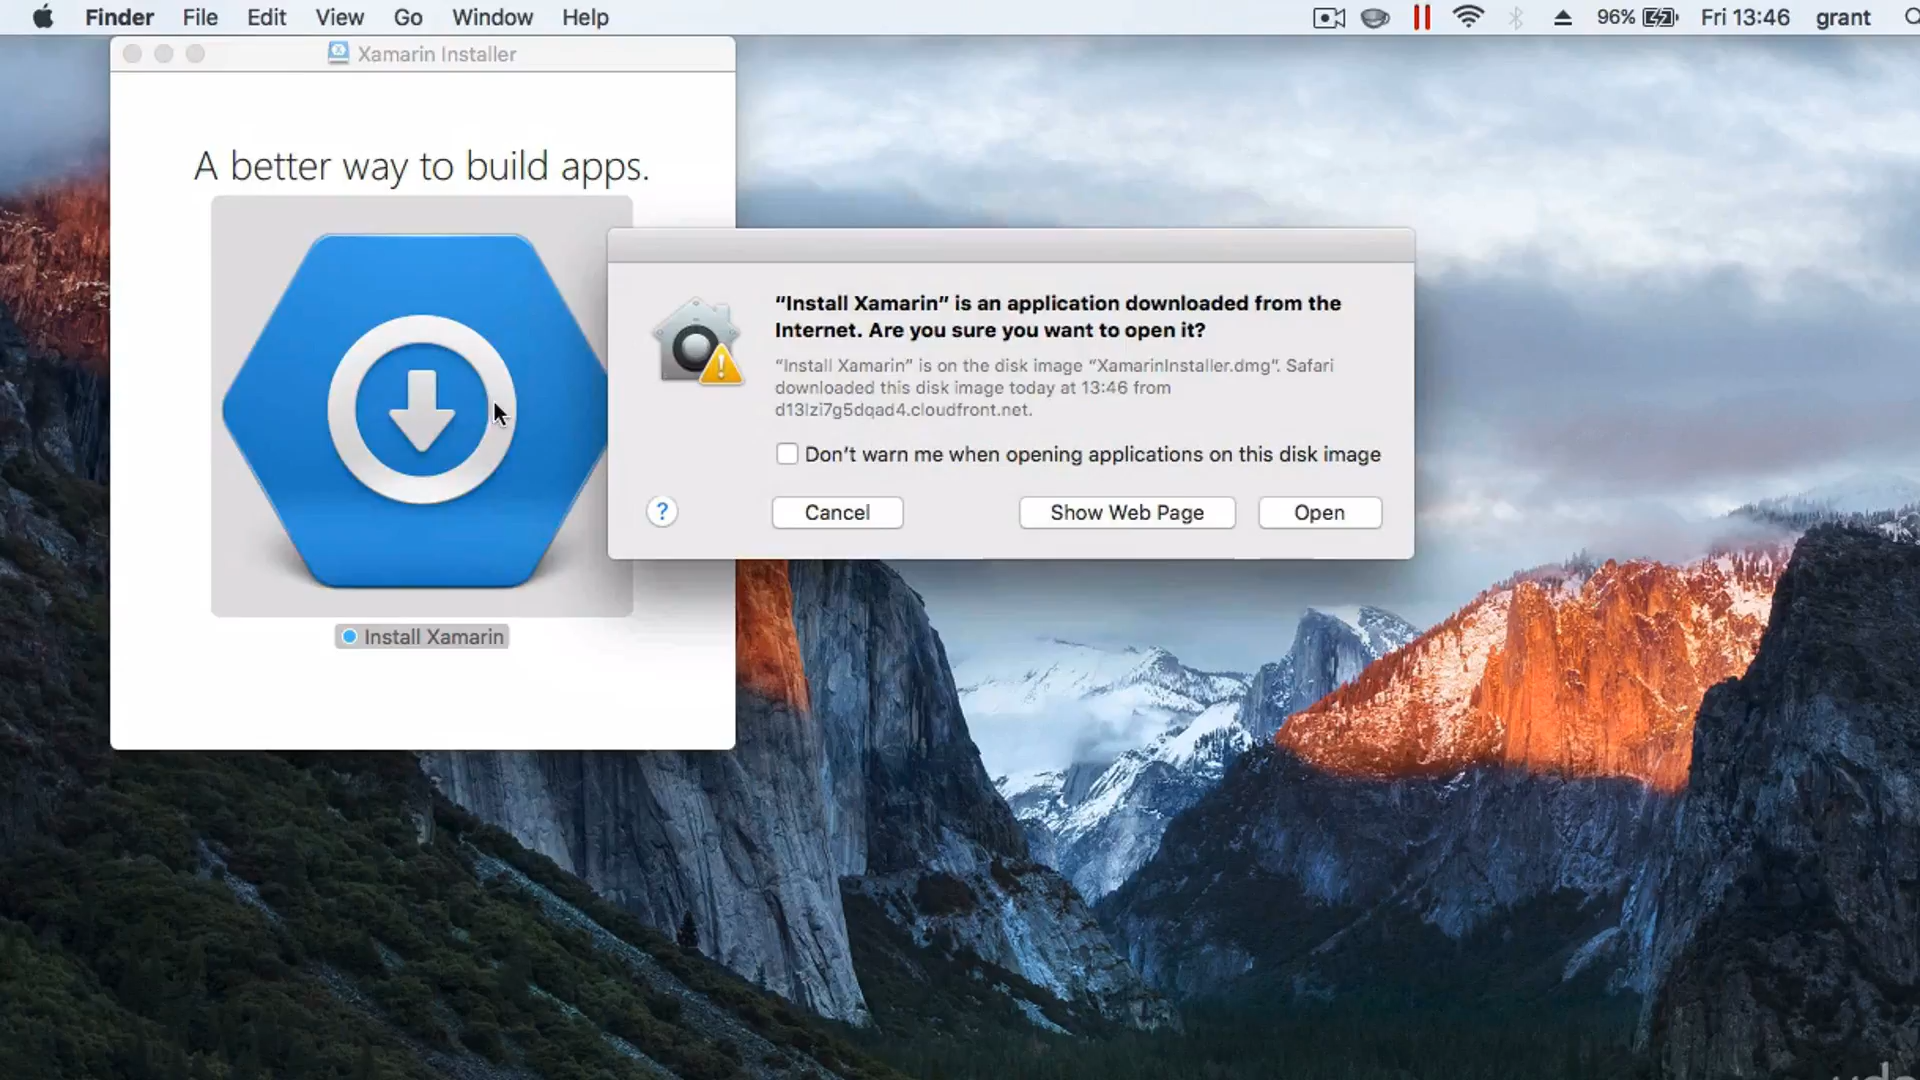 Finder File Edit View Go Window Help
96% Fri 13:46 grant
Xamarin Installer
A better way to build apps.
Install Xamarin
“Install Xamarin” is an application downloaded from the
Internet. Are you sure you want to open it?
“Install Xamarin” is on the disk image “XamarinInstaller.dmg”. Safari
downloaded this disk image today at 13:46 from
d13lzi7g5dqad4.cloudfront.net.
Don’t warn me when opening applications on this disk image
? Cancel Show Web Page Open